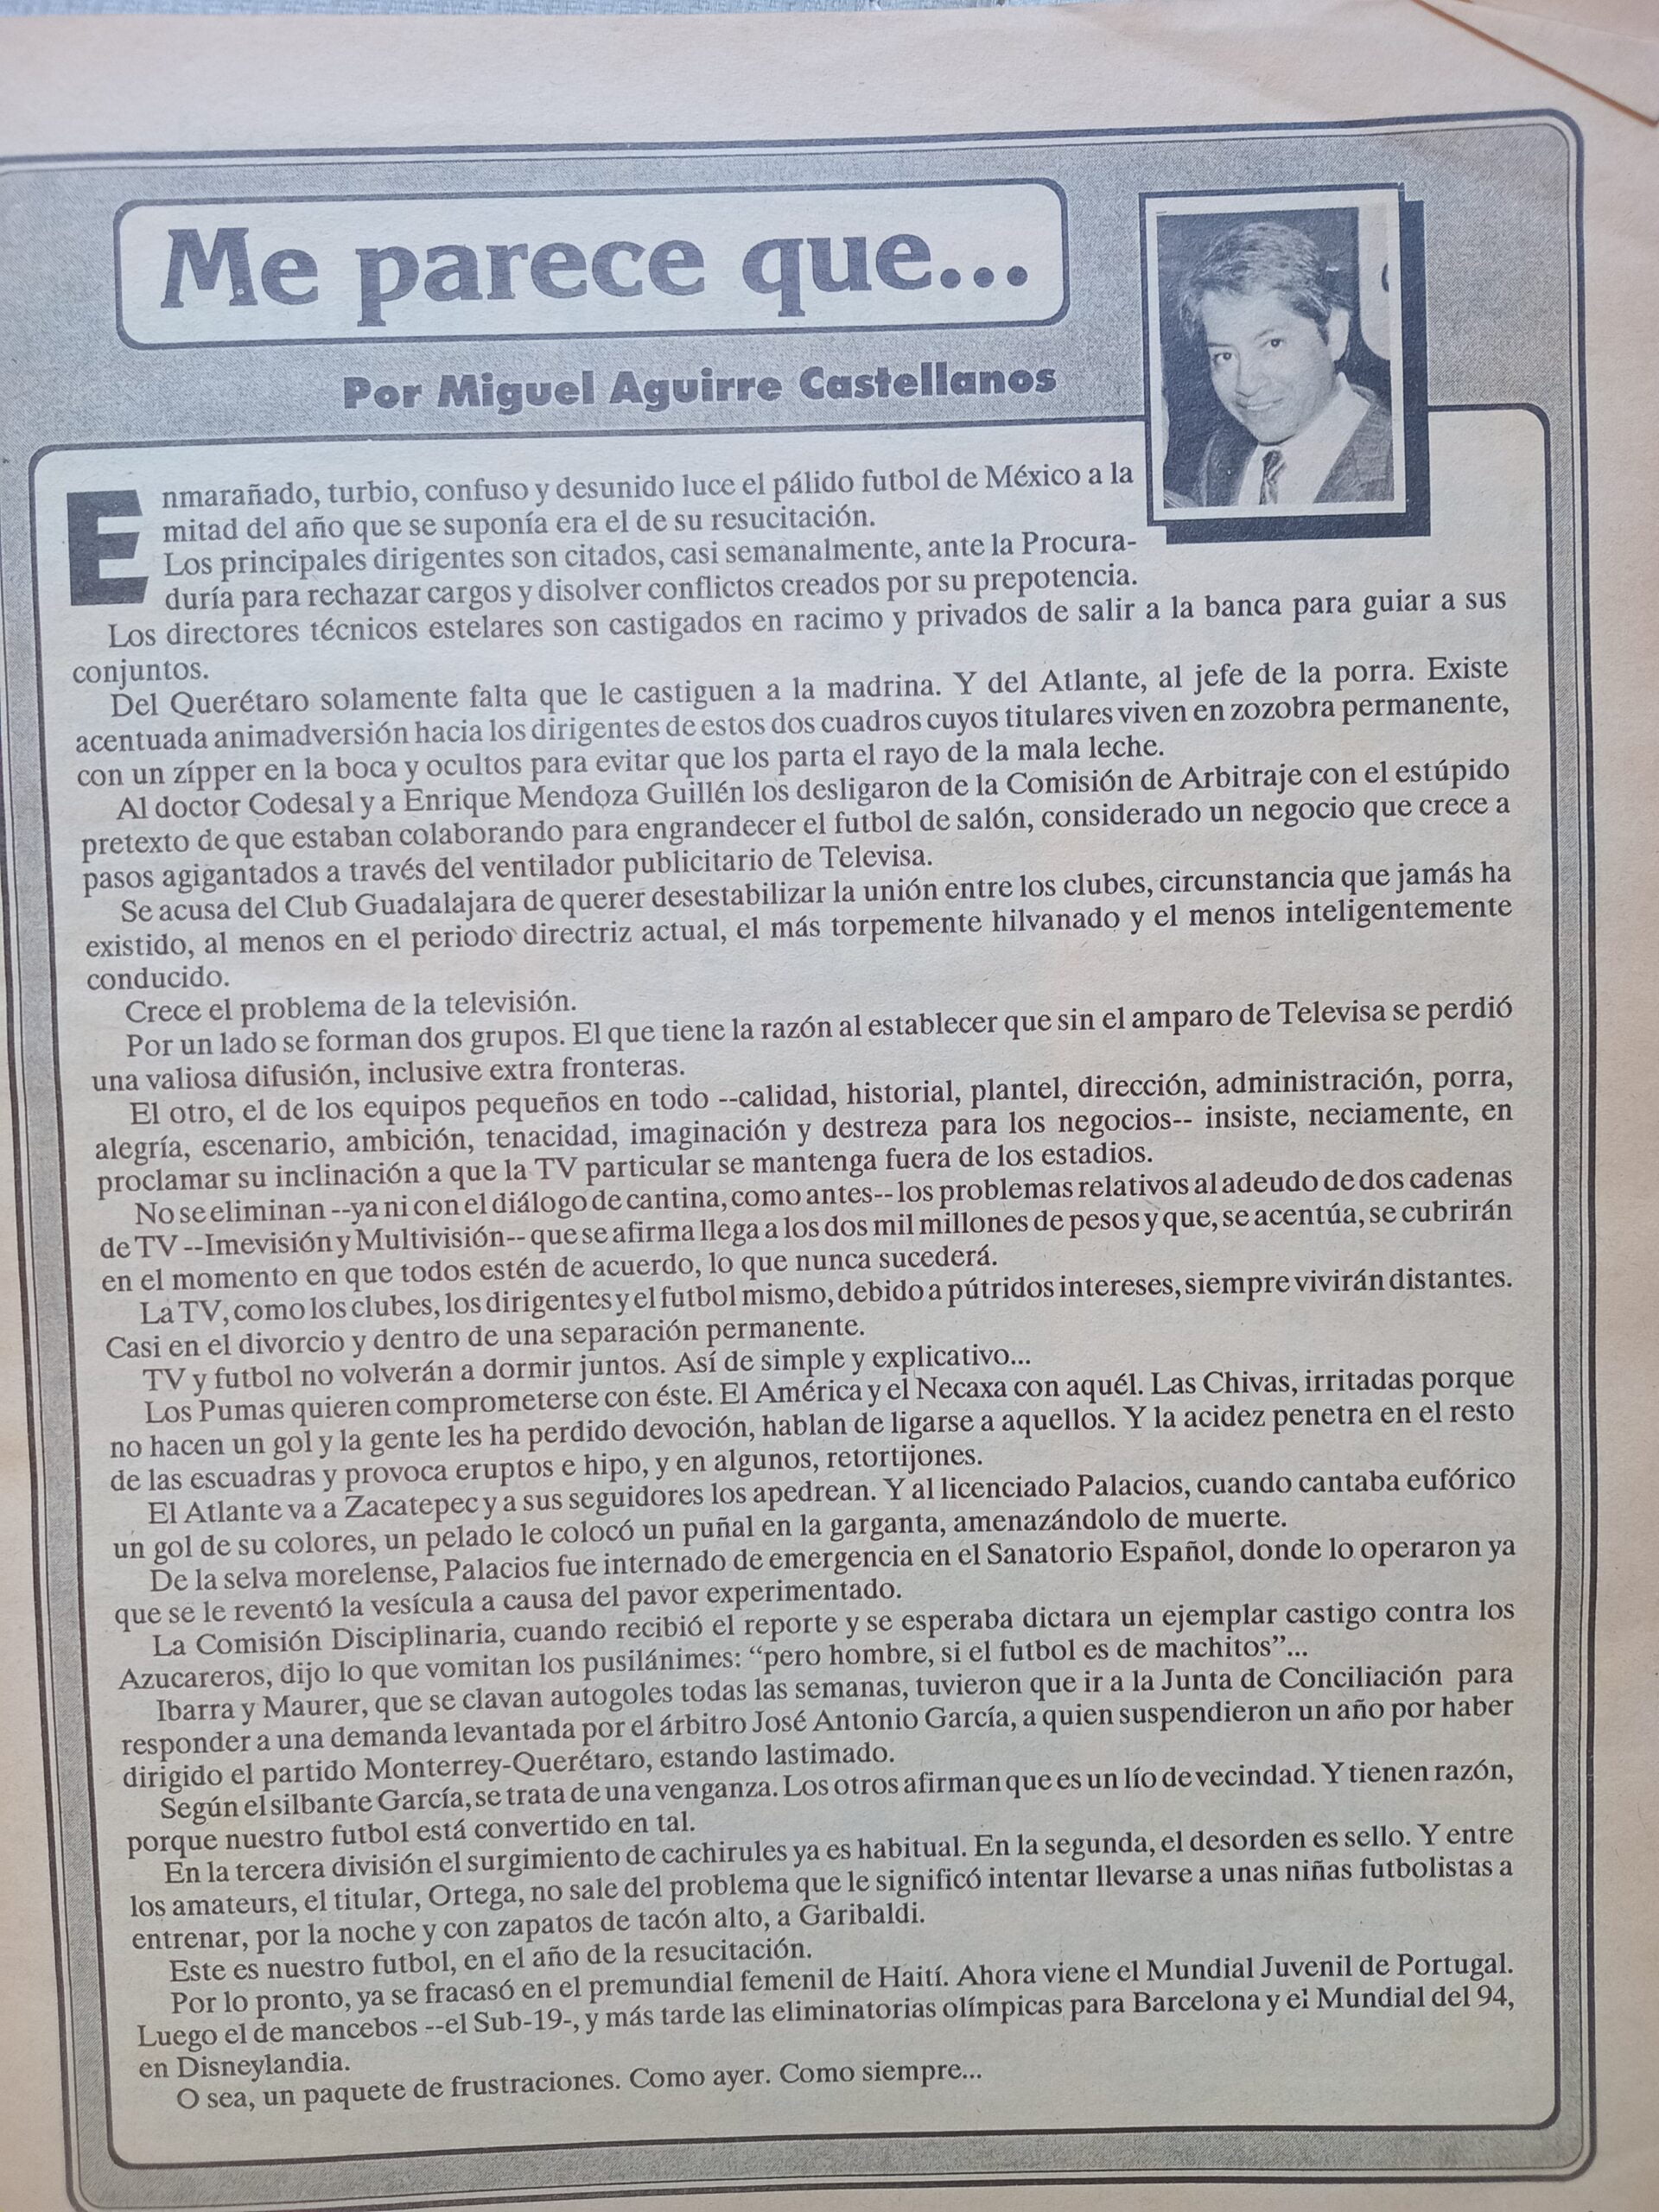 Me parece que...
Por Miguel Aguirre Castellanos
Enmarañado, turbio, confuso y desunido luce el pálido futbol de México a la
mitad del año que se suponía era el de su resucitación.
Los principales dirigentes son citados, casi semanalmente, ante la Procura-
duría para rechazar cargos y disolver conflictos creados por su prepotencia.
Los directores técnicos estelares son castigados en racimo y privados de salir a la banca para guiar a sus
conjuntos.
Del Querétaro solamente falta que le castiguen a la madrina. Y del Atlante, al jefe de la porra. Existe
acentuada animadversión hacia los dirigentes de estos dos cuadros cuyos titulares viven en zozobra permanente,
con un zípper en la boca y ocultos para evitar que los parta el rayo de la mala leche.
Al doctor Codesal y a Enrique Mendoza Guillén los desligaron de la Comisión de Arbitraje con el estúpido
pretexto de que estaban colaborando para engrandecer el futbol de salón, considerado un negocio que crece a
pasos agigantados a través del ventilador publicitario de Televisa.
Se acusa del Club Guadalajara de querer desestabilizar la unión entre los clubes, circunstancia que jamás ha
existido, al menos en el periodo directriz actual, el más torpemente hilvanado y el menos inteligentemente
conducido.
Crece el problema de la televisión.
Por un lado se forman dos grupos. El que tiene la razón al establecer que sin el amparo de Televisa se perdió
una valiosa difusión, inclusive extra fronteras.
El otro, el de los equipos pequeños en todo --calidad, historial, plantel, dirección, administración, porra,
alegría, escenario, ambición, tenacidad, imaginación y destreza para los negocios-- insiste, neciamente, en
proclamar su inclinación a que la TV particular se mantenga fuera de los estadios.
No se eliminan --ya ni con el diálogo de cantina, como antes-- los problemas relativos al adeudo de dos cadenas
de TV --Imevisión y Multivisión-- que se afirma llega a los dos mil millones de pesos y que, se acentúa, se cubrirán
en el momento en que todos estén de acuerdo, lo que nunca sucederá.
La TV, como los clubes, los dirigentes y el futbol mismo, debido a pútridos intereses, siempre vivirán distantes.
Casi en el divorcio y dentro de una separación permanente.
TV y futbol no volverán a dormir juntos. Así de simple y explicativo...
Los Pumas quieren comprometerse con éste. El América y el Necaxa con aquél. Las Chivas, irritadas porque
no hacen un gol y la gente les ha perdido devoción, hablan de ligarse a aquellos. Y la acidez penetra en el resto
de las escuadras y provoca eruptos e hipo, y en algunos, retortijones.
El Atlante va a Zacatepec y a sus seguidores los apedrean. Y al licenciado Palacios, cuando cantaba eufórico
un gol de su colores, un pelado le colocó un puñal en la garganta, amenazándolo de muerte.
De la selva morelense, Palacios fue internado de emergencia en el Sanatorio Español, donde lo operaron ya
que se le reventó la vesícula a causa del pavor experimentado.
La Comisión Disciplinaria, cuando recibió el reporte y se esperaba dictara un ejemplar castigo contra los
Azucareros, dijo lo que vomitan los pusilánimes: “pero hombre, si el futbol es de machitos”...
Ibarra y Maurer, que se clavan autogoles todas las semanas, tuvieron que ir a la Junta de Conciliación para
responder a una demanda levantada por el árbitro José Antonio García, a quien suspendieron un año por haber
dirigido el partido Monterrey-Querétaro, estando lastimado.
Según el silbante García, se trata de una venganza. Los otros afirman que es un lío de vecindad. Y tienen razón,
porque nuestro futbol está convertido en tal.
En la tercera división el surgimiento de cachirules ya es habitual. En la segunda, el desorden es sello. Y entre
los amateurs, el titular, Ortega, no sale del problema que le significó intentar llevarse a unas niñas futbolistas a
entrenar, por la noche y con zapatos de tacón alto, a Garibaldi.
Este es nuestro futbol, en el año de la resucitación.
Por lo pronto, ya se fracasó en el premundial femenil de Haití. Ahora viene el Mundial Juvenil de Portugal.
Luego el de mancebos --el Sub-19-, y más tarde las eliminatorias olímpicas para Barcelona y el Mundial del 94,
en Disneylandia.
O sea, un paquete de frustraciones. Como ayer. Como siempre...